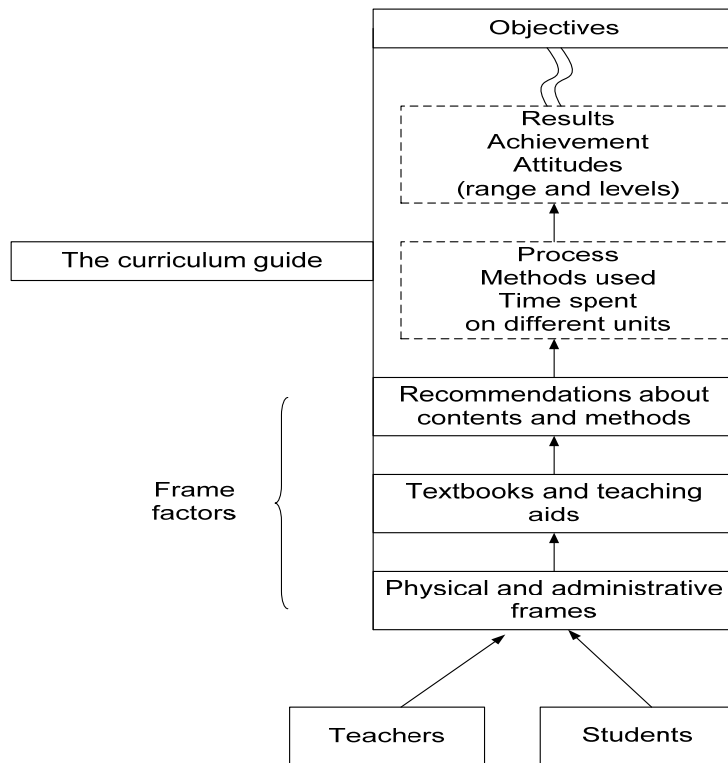 Objectives
Results
Achievement
Attitudes
(range and levels)
The curriculum guide
Process
Methods used
Time spent
on different units
Recommendations about
contents and methods
Frame
factors
Textbooks and teaching
aids
Physical and administrative
frames
Teachers
Students